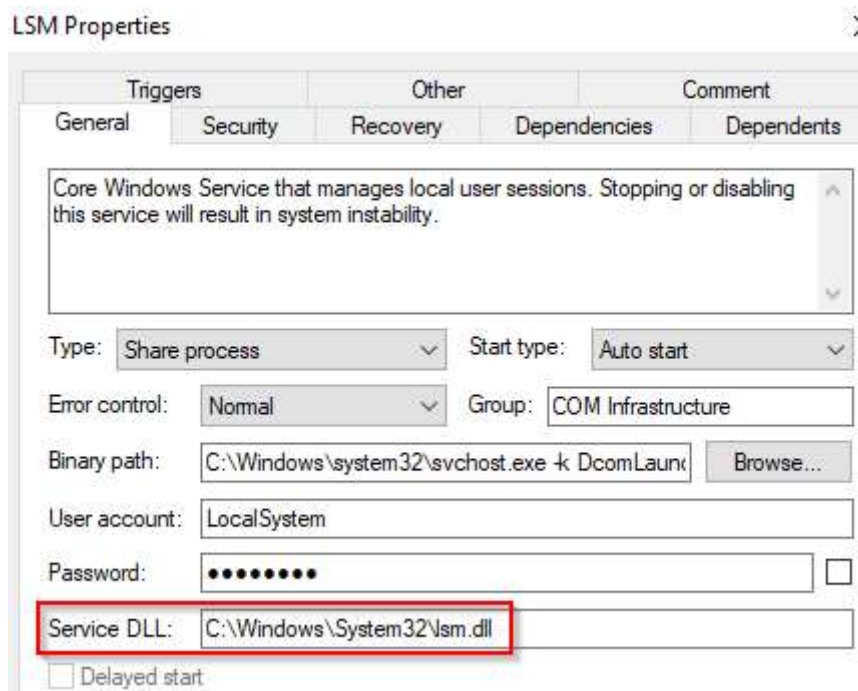 LSM Properties
Triggers Other Comment
General Security Recovery Dependencies Dependents
Core Windows Service that manages local user sessions. Stopping or disabling
this service will result in system instability.
Type: Share process Start type: Auto start
Error control: Normal Group: COM Infrastructure
Binary path: C:\Windows\system32\svchost.exe -k DcomLaunc Browse...
User account: LocalSystem
Password: ●●●●●●●●
Service DLL: C:\Windows\System32\lsm.dll
Delayed start